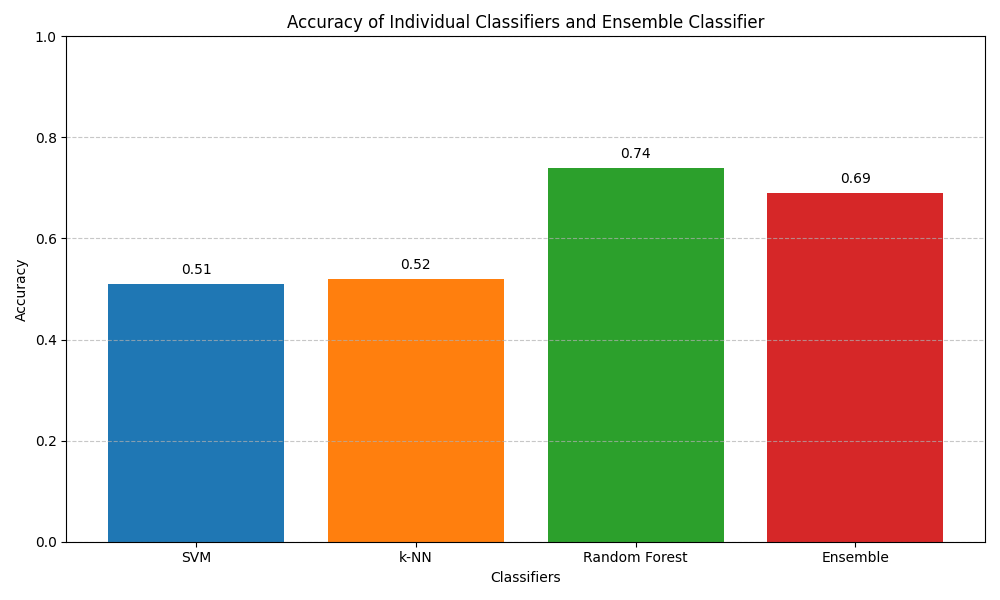 Accuracy of Individual Classifiers and Ensemble Classifier
1.0
0.8
0.6
0.4
0.2
0.0
Accuracy
0.51
0.52
0.74
0.69
SVM
k-NN
Random Forest
Ensemble
Classifiers